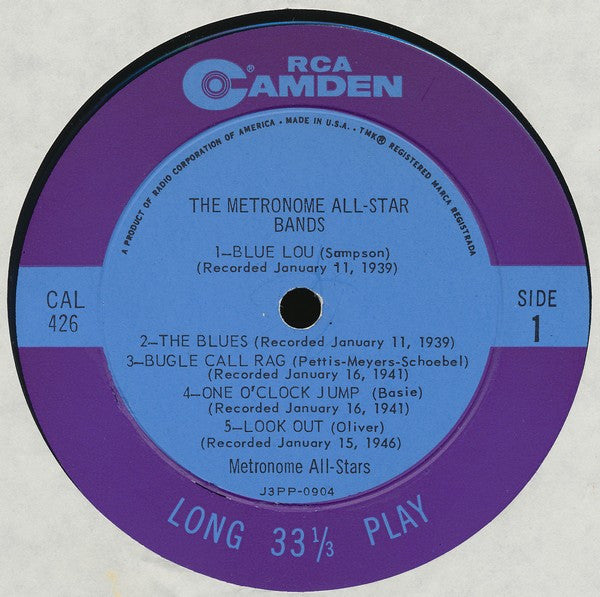 RCA
CAMDEN®
A PRODUCT OF RADIO CORPORATION OF AMERICA • MADE IN U.S.A. • TMK® REGISTERED MARCA REGISTRADA
THE METRONOME ALL-STAR
BANDS
1—BLUE LOU (Sampson)
(Recorded January 11, 1939)
CAL
426
SIDE
1
2—THE BLUES (Recorded January 11, 1939)
3—BUGLE CALL RAG (Pettis-Meyers-Schoebel)
(Recorded January 16, 1941)
4—ONE O'CLOCK JUMP (Basie)
(Recorded January 16, 1941)
5—LOOK OUT (Oliver)
(Recorded January 15, 1946)
Metronome All-Stars
J3PP-0904
LONG 33⅓ PLAY